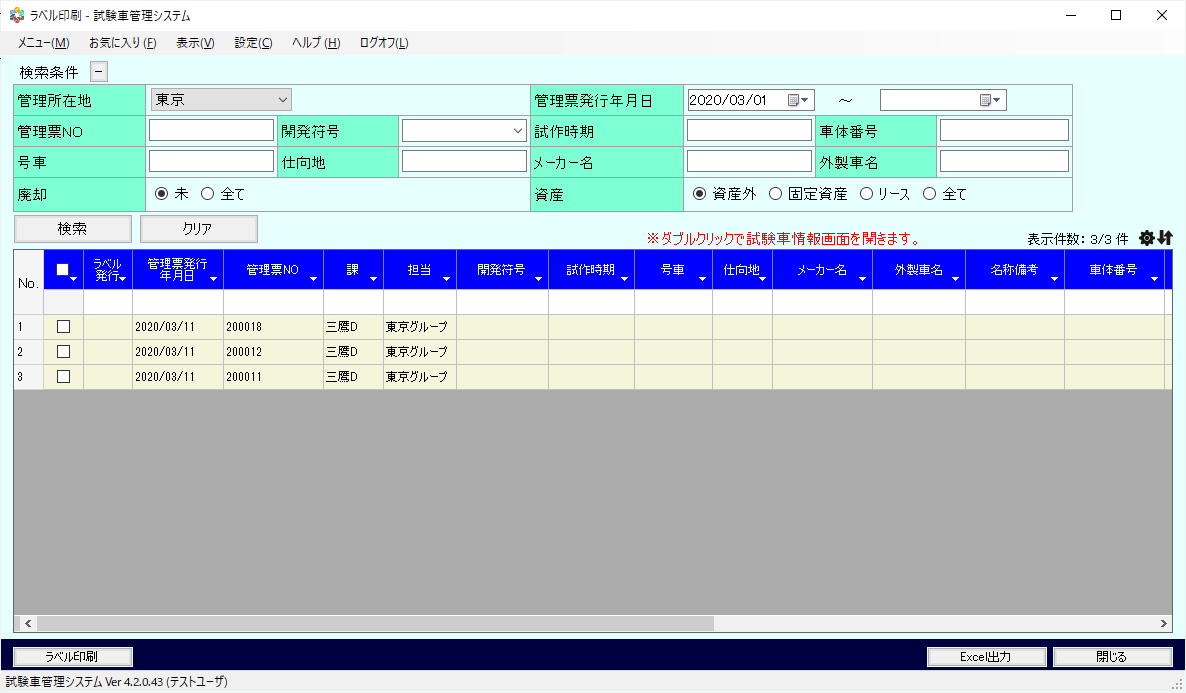 ラベル印刷 - 試験車管理システム
メニュー(M) お気に入り(F) 表示(V) 設定(C) ヘルプ(H) ログオフ(L)
検索条件 −
管理所在地 東京 管理票発行年月日 2020/03/01 ～
管理票NO 開発符号 試作時期 車体番号
号車 仕向地 メーカー名 外製車名
廃却 未 全て 資産 資産外 固定資産 リース 全て
検索 クリア ※ダブルクリックで試験車情報画面を開きます。 表示件数: 3/3 件
No. ラベル発行 管理票発行年月日 管理票NO 課 担当 開発符号 試作時期 号車 仕向地 メーカー名 外製車名 名称備考 車体番号
1 2020/03/11 200018 三鷹D 東京グループ
2 2020/03/11 200012 三鷹D 東京グループ
3 2020/03/11 200011 三鷹D 東京グループ
ラベル印刷 Excel出力 閉じる
試験車管理システム Ver 4.2.0.43 (テストユーザ)